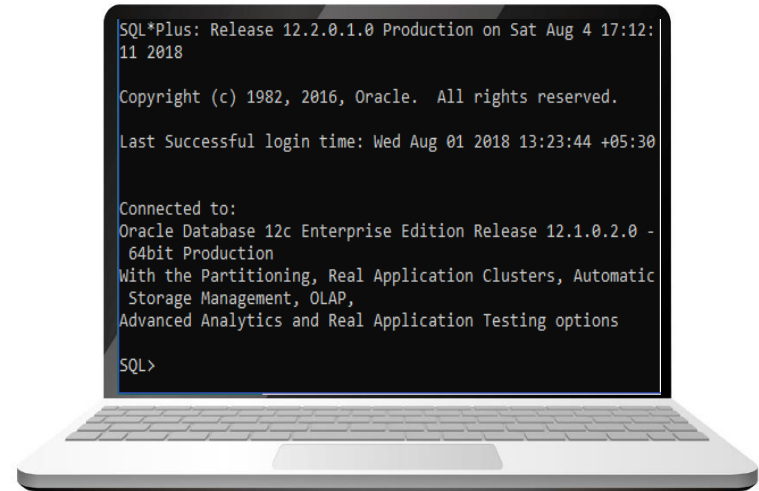 SQL*Plus: Release 12.2.0.1.0 Production on Sat Aug 4 17:12:
11 2018
Copyright (c) 1982, 2016, Oracle.  All rights reserved.
Last Successful login time: Wed Aug 01 2018 13:23:44 +05:30
Connected to:
Oracle Database 12c Enterprise Edition Release 12.1.0.2.0 -
 64bit Production
With the Partitioning, Real Application Clusters, Automatic
 Storage Management, OLAP,
Advanced Analytics and Real Application Testing options
SQL>